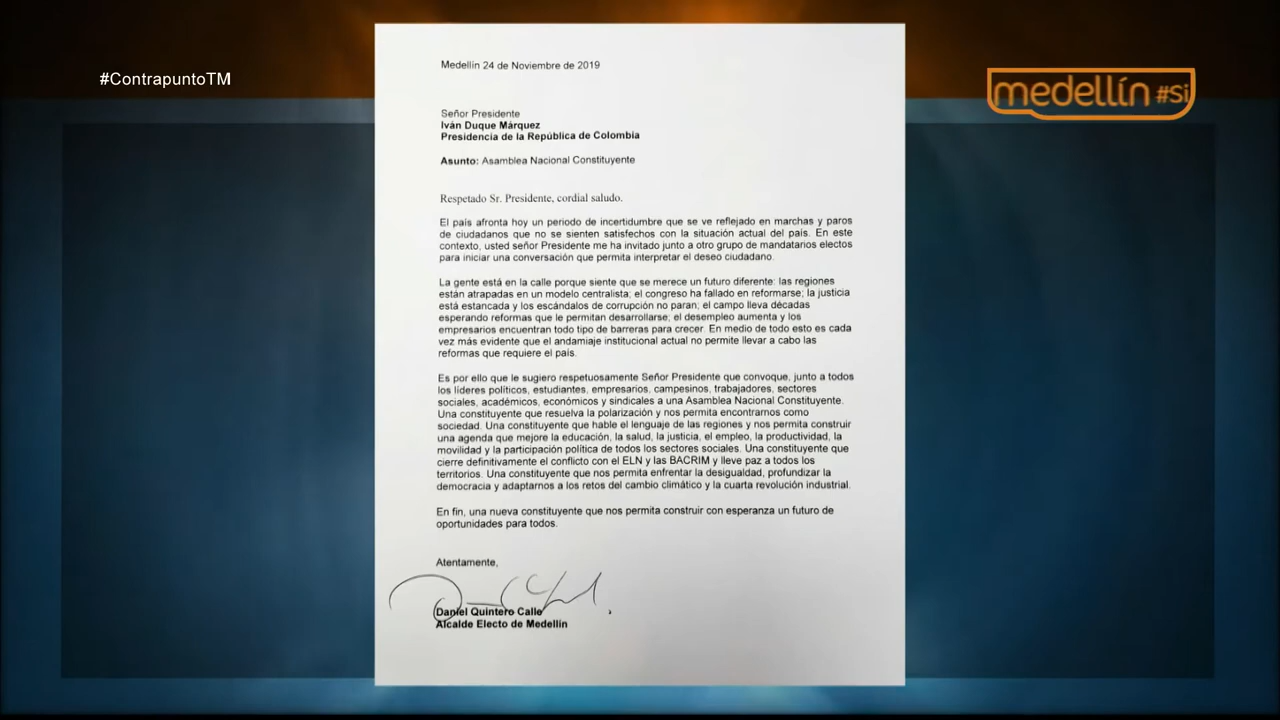 #ContrapuntoTM
medellín #Si
Medellín 24 de Noviembre de 2019
Señor Presidente
Iván Duque Márquez
Presidencia de la República de Colombia
Asunto: Asamblea Nacional Constituyente
Respetado Sr. Presidente, cordial saludo.
El país afronta hoy un periodo de incertidumbre que se ve reflejado en marchas y paros
de ciudadanos que no se sienten satisfechos con la situación actual del país. En este
contexto, usted señor Presidente me ha invitado junto a otro grupo de mandatarios electos
para iniciar una conversación que permita interpretar el deseo ciudadano.
La gente está en la calle porque siente que se merece un futuro diferente: las regiones
están atrapadas en un modelo centralista; el congreso ha fallado en reformarse; la justicia
está estancada y los escándalos de corrupción no paran; el campo lleva décadas
esperando reformas que le permitan desarrollarse; el desempleo aumenta y los
empresarios encuentran todo tipo de barreras para crecer. En medio de todo esto es cada
vez más evidente que el andamiaje institucional actual no permite llevar a cabo las
reformas que requiere el país.
Es por ello que le sugiero respetuosamente Señor Presidente que convoque, junto a todos
los líderes políticos, estudiantes, empresarios, campesinos, trabajadores, sectores
sociales, académicos, económicos y sindicales a una Asamblea Nacional Constituyente.
Una constituyente que resuelva la polarización y nos permita encontrarnos como
sociedad. Una constituyente que hable el lenguaje de las regiones y nos permita construir
una agenda que mejore la educación, la salud, la justicia, el empleo, la productividad, la
movilidad y la participación política de todos los sectores sociales. Una constituyente que
cierre definitivamente el conflicto con el ELN y las BACRIM y lleve paz a todos los
territorios. Una constituyente que nos permita enfrentar la desigualdad, profundizar la
democracia y adaptarnos a los retos del cambio climático y la cuarta revolución industrial.
En fin, una nueva constituyente que nos permita construir con esperanza un futuro de
oportunidades para todos.
Atentamente,
Daniel Quintero Calle
Alcalde Electo de Medellín